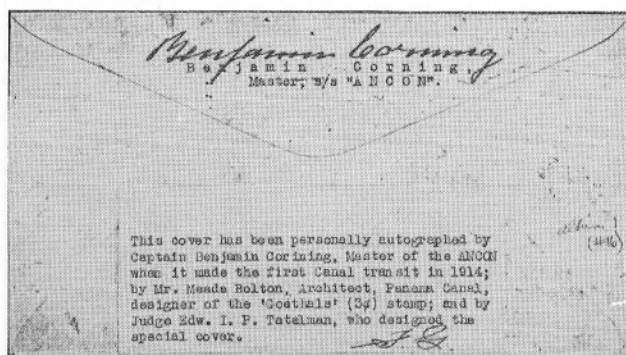 Benjamin Corning
Benjamin Corning,
Master, s/s "ANCON".
This cover has been personally autographed by
Captain Benjamin Corining, Master of the ANCON
when it made the first Canal transit in 1914;
by Mr. Meade Bolton, Architect, Panama Canal,
designer of the 'Goethals' (3¢) stamp; and by
Judge Edw. I. P. Tatelman, who designed the
special cover.
(#16)